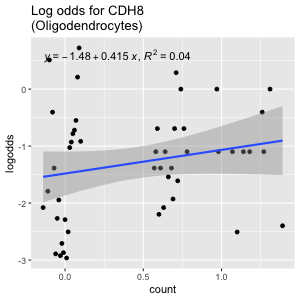 Log odds for CDH8
(Oligodendrocytes)
y = −1.48 + 0.415 x, R² = 0.04
0
-1
-2
-3
logodds
0.0 0.5 1.0
count